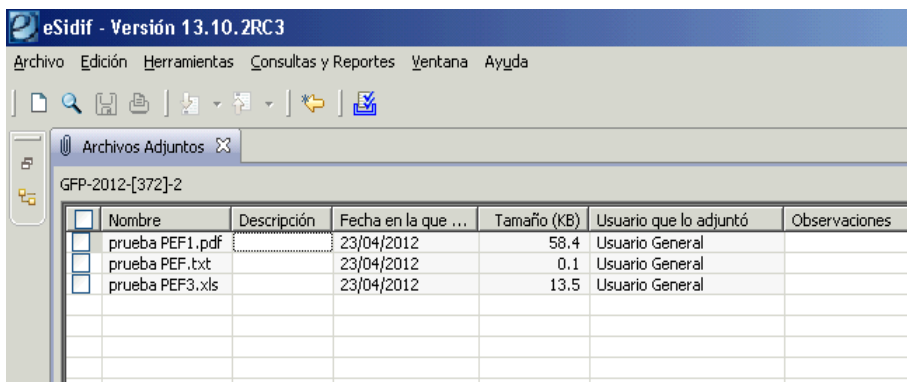 eSidif - Versión 13.10.2RC3
Archivo Edición Herramientas Consultas y Reportes Ventana Ayuda
Archivos Adjuntos
GFP-2012-[372]-2
Nombre Descripción Fecha en la que ... Tamaño (KB) Usuario que lo adjuntó Observaciones
prueba PEF1.pdf 23/04/2012 58.4 Usuario General
prueba PEF.txt 23/04/2012 0.1 Usuario General
prueba PEF3.xls 23/04/2012 13.5 Usuario General